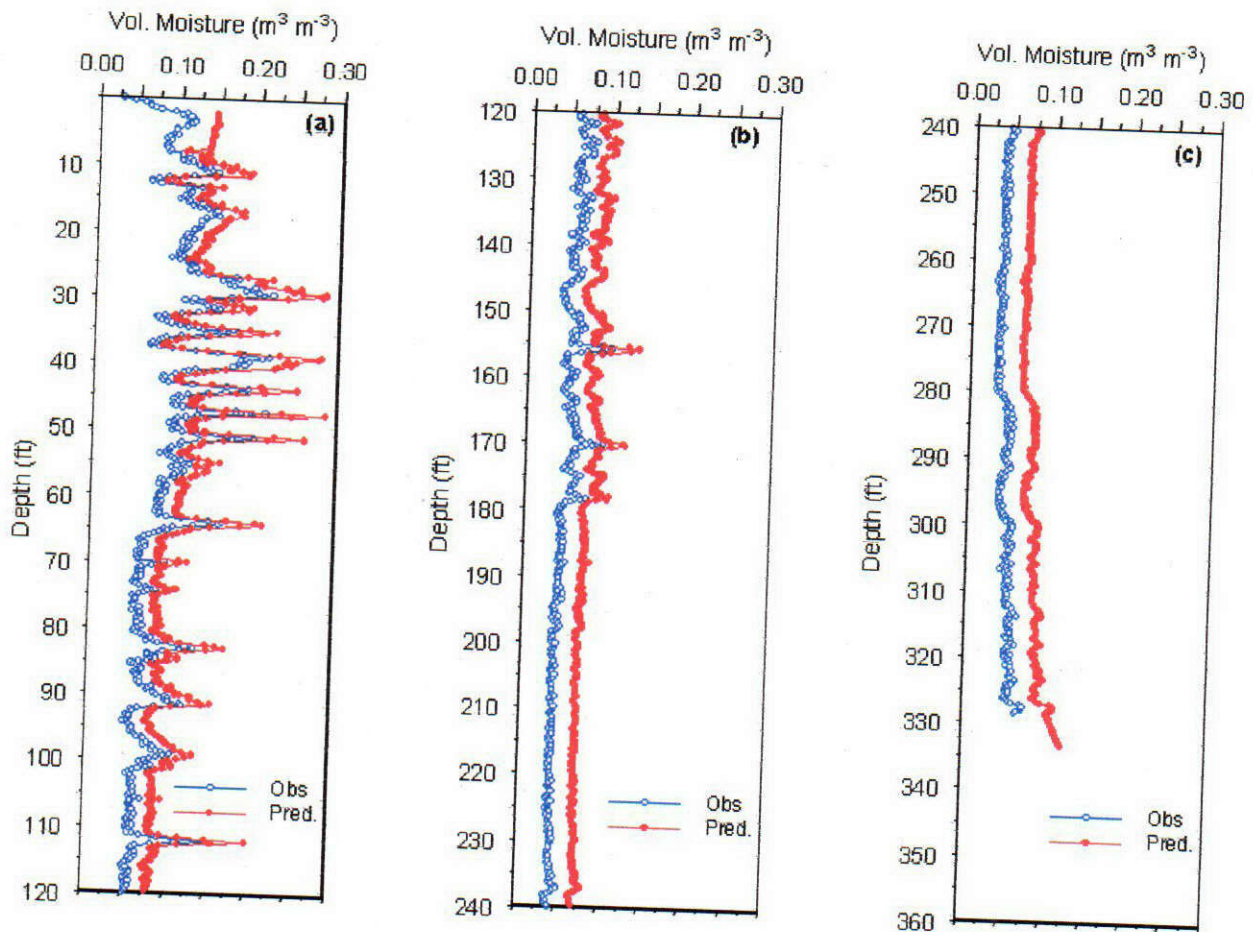 Vol. Moisture (m³ m⁻³)
0.00 0.10 0.20 0.30
(a)
10
20
30
40
50
60
70
80
90
100
110
120
Depth (ft)
Obs
Pred.
Vol. Moisture (m³ m⁻³)
0.00 0.10 0.20 0.30
(b)
120
130
140
150
160
170
180
190
200
210
220
230
240
Depth (ft)
Obs
Pred.
Vol. Moisture (m³ m⁻³)
0.00 0.10 0.20 0.30
(c)
240
250
260
270
280
290
300
310
320
330
340
350
360
Depth (ft)
Obs
Pred.